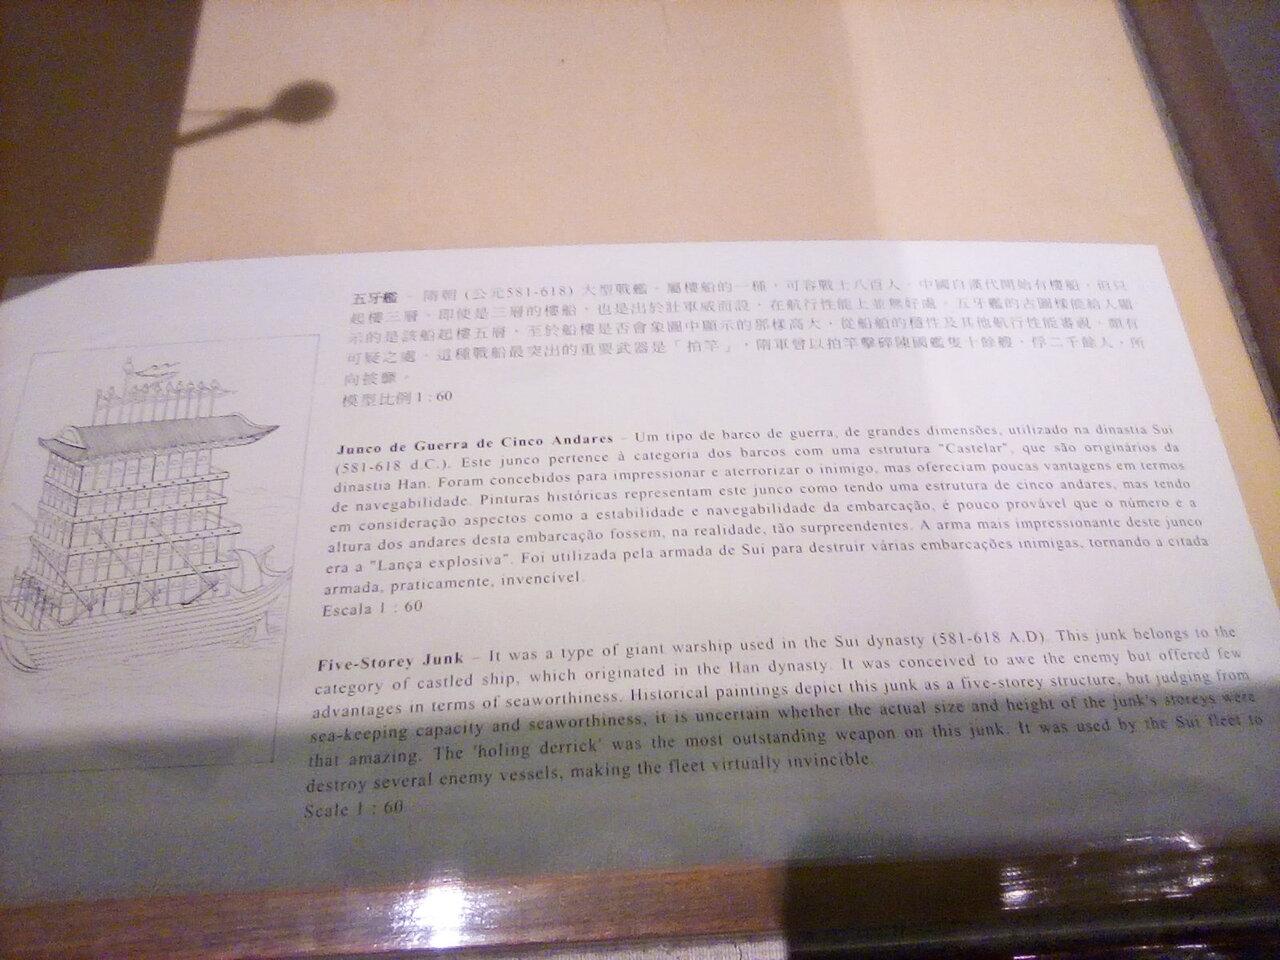 五牙艦 - 隋朝 (公元581-618) 大型戰艦，屬樓船的一種，可容戰士八百人。中國自漢代開始有樓船，但只
起樓三層。即使是三層的樓船，也是出於壯軍威而設，在航行性能上並無好處。五牙艦的古圖樣能給人顯
示的是該船起樓五層，至於船樓是否會象圖中顯示的那樣高大，從船舶的穩性及其他航行性能審視，頗有
可疑之處。這種戰船最突出的重要武器是「拍竿」，隋軍曾以拍竿擊碎陳國艦隻十餘艘，俘二千餘人，所
向披靡。
模型比例 1 : 60
Junco de Guerra de Cinco Andares – Um tipo de barco de guerra, de grandes dimensões, utilizado na dinastia Sui
(581-618 d.C.). Este junco pertence à categoria dos barcos com uma estrutura "Castelar", que são originários da
dinastia Han. Foram concebidos para impressionar e aterrorizar o inimigo, mas ofereciam poucas vantagens em termos
de navegabilidade. Pinturas históricas representam este junco como tendo uma estrutura de cinco andares, mas tendo
em consideração aspectos como a estabilidade e navegabilidade da embarcação, é pouco provável que o número e a
altura dos andares desta embarcação fossem, na realidade, tão surpreendentes. A arma mais impressionante deste junco
era a "Lança explosiva". Foi utilizada pela armada de Sui para destruir várias embarcações inimigas, tornando a citada
armada, praticamente, invencível.
Escala 1 : 60
Five-Storey Junk – It was a type of giant warship used in the Sui dynasty (581-618 A.D). This junk belongs to the
category of castled ship, which originated in the Han dynasty. It was conceived to awe the enemy but offered few
advantages in terms of seaworthiness. Historical paintings depict this junk as a five-storey structure, but judging from
sea-keeping capacity and seaworthiness, it is uncertain whether the actual size and height of the junk's storeys were
that amazing. The 'holing derrick' was the most outstanding weapon on this junk. It was used by the Sui fleet to
destroy several enemy vessels, making the fleet virtually invincible.
Scale 1 : 60